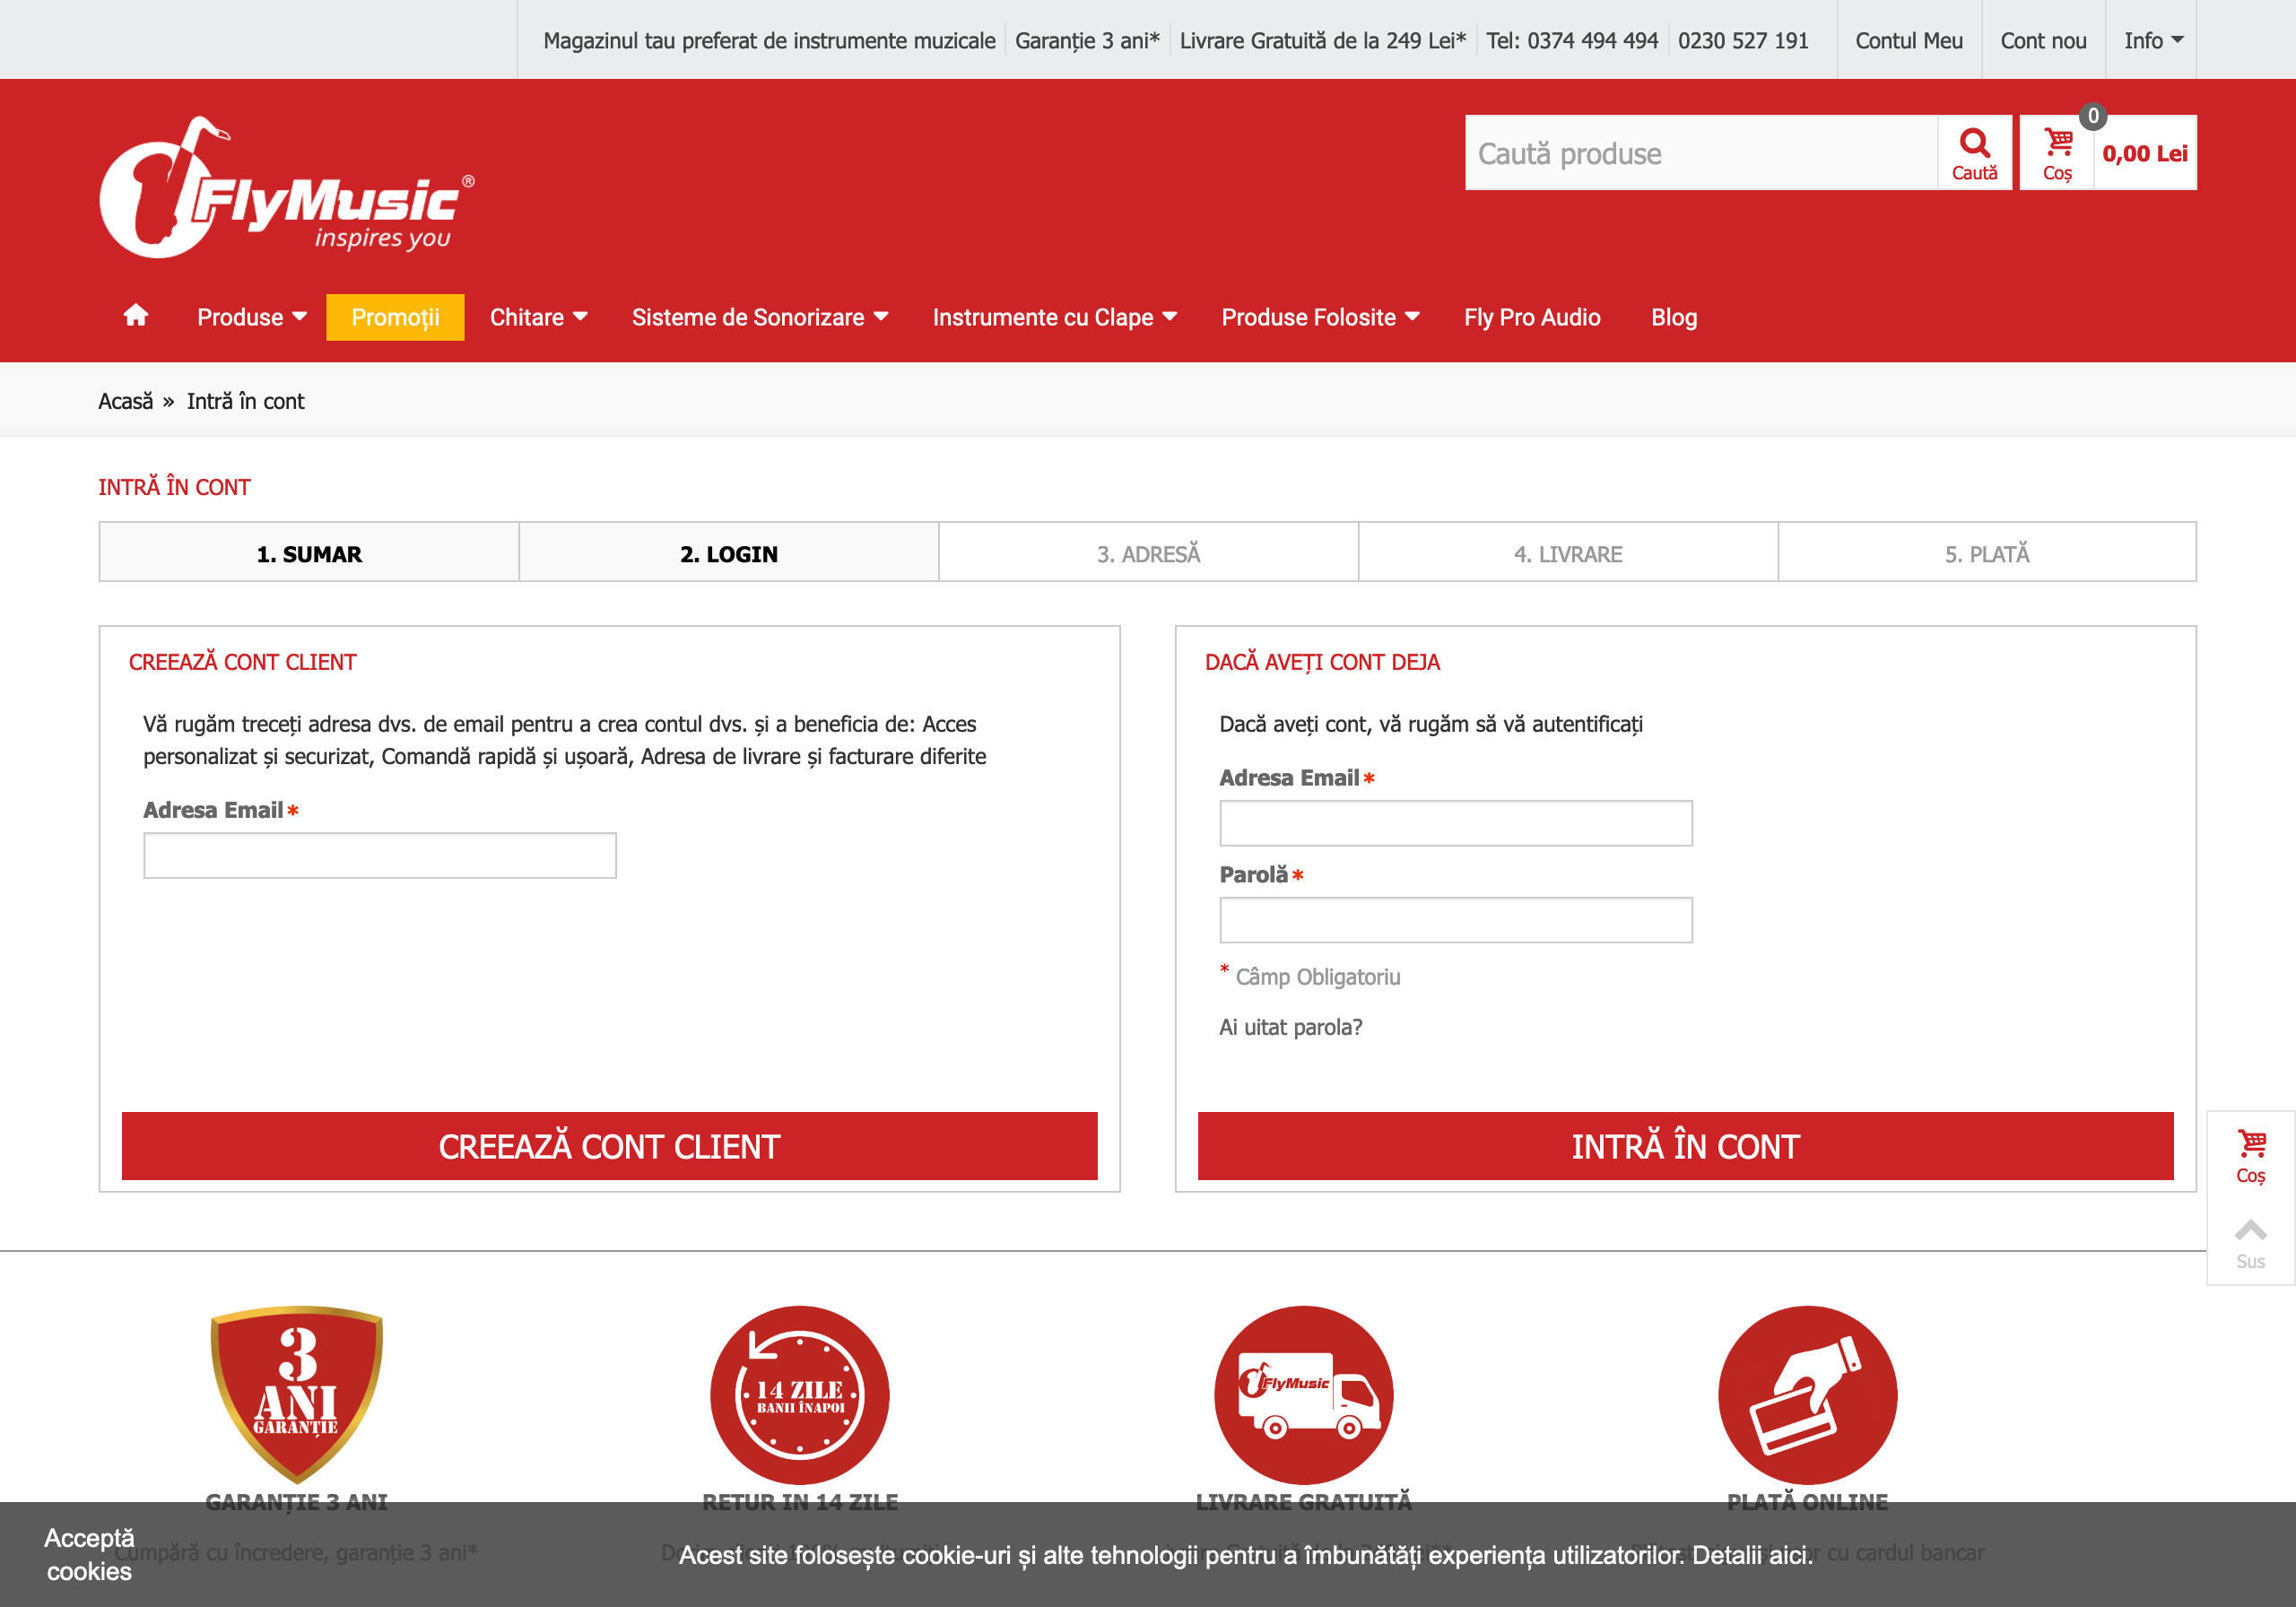 Magazinul tau preferat de instrumente muzicale Garanție 3 ani* Livrare Gratuită de la 249 Lei* Tel: 0374 494 494 0230 527 191 Contul Meu Cont nou Info
Caută produse
Caută
0
Coș
0,00 Lei
FlyMusic®
inspires you
Produse Promoții Chitare Sisteme de Sonorizare Instrumente cu Clape Produse Folosite Fly Pro Audio Blog
Acasă » Intră în cont
INTRĂ ÎN CONT
1. SUMAR 2. LOGIN 3. ADRESĂ 4. LIVRARE 5. PLATĂ
CREEAZĂ CONT CLIENT
Vă rugăm treceți adresa dvs. de email pentru a crea contul dvs. și a beneficia de: Acces
personalizat și securizat, Comandă rapidă și ușoară, Adresa de livrare și facturare diferite
Adresa Email*
CREEAZĂ CONT CLIENT
DACĂ AVEȚI CONT DEJA
Dacă aveți cont, vă rugăm să vă autentificați
Adresa Email*
Parolă*
* Câmp Obligatoriu
Ai uitat parola?
INTRĂ ÎN CONT
Coș
Sus
3
ANI
GARANȚIE
14 ZILE
BANII ÎNAPOI
FlyMusic
GARANȚIE 3 ANI RETUR IN 14 ZILE LIVRARE GRATUITĂ PLATĂ ONLINE
Cumpără cu încredere, garanție 3 ani*
cu cardul bancar
Acceptă
cookies
Acest site folosește cookie-uri și alte tehnologii pentru a îmbunătăți experiența utilizatorilor. Detalii aici.